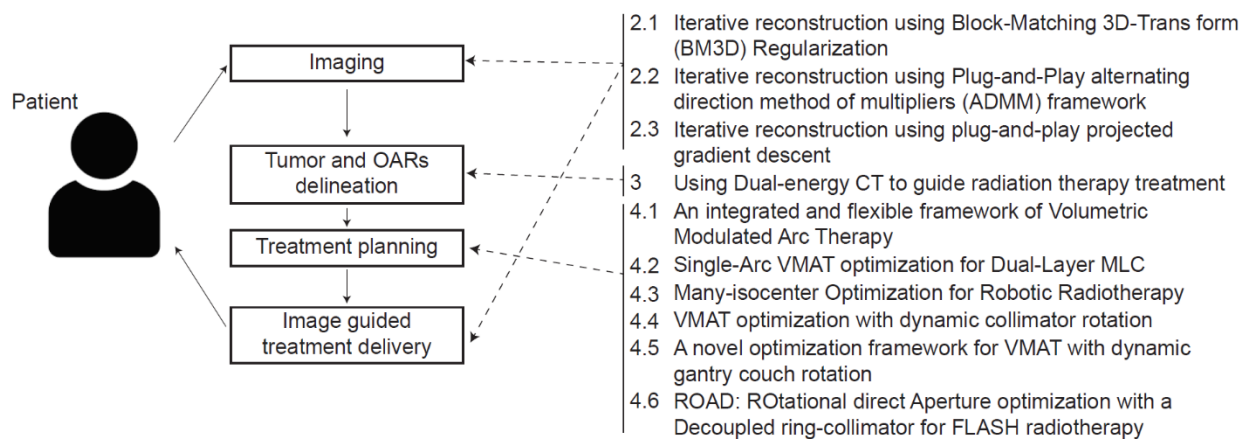 Patient
Imaging
Tumor and OARs
delineation
Treatment planning
Image guided
treatment delivery
2.1 Iterative reconstruction using Block-Matching 3D-Trans form
(BM3D) Regularization
2.2 Iterative reconstruction using Plug-and-Play alternating
direction method of multipliers (ADMM) framework
2.3 Iterative reconstruction using plug-and-play projected
gradient descent
3 Using Dual-energy CT to guide radiation therapy treatment
4.1 An integrated and flexible framework of Volumetric
Modulated Arc Therapy
4.2 Single-Arc VMAT optimization for Dual-Layer MLC
4.3 Many-isocenter Optimization for Robotic Radiotherapy
4.4 VMAT optimization with dynamic collimator rotation
4.5 A novel optimization framework for VMAT with dynamic
gantry couch rotation
4.6 ROAD: ROtational direct Aperture optimization with a
Decoupled ring-collimator for FLASH radiotherapy